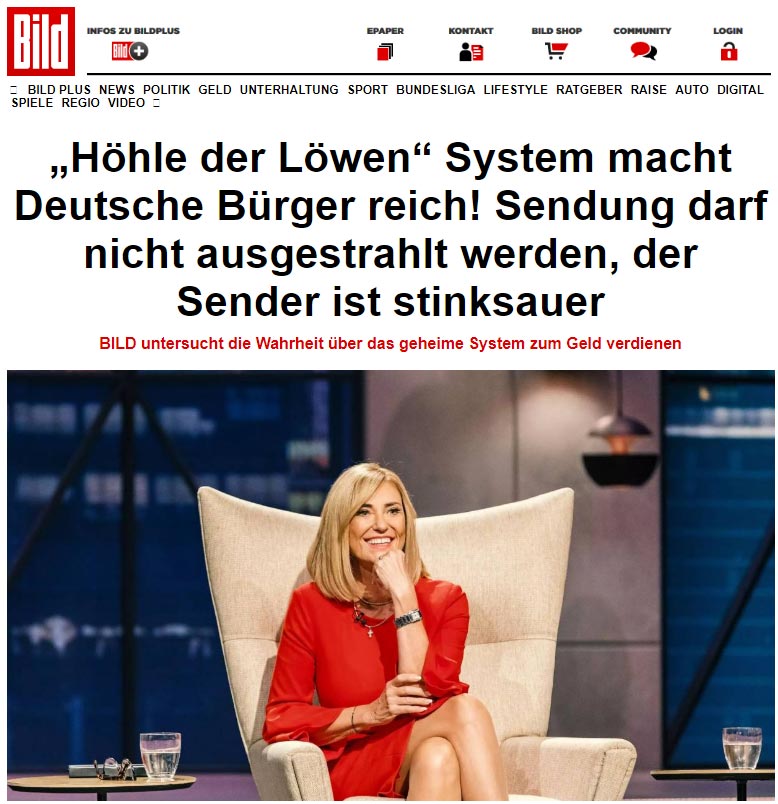 Bild
INFOS ZU BILDPLUS
Bild +
EPAPER
KONTAKT
BILD SHOP
COMMUNITY
LOGIN
BILD PLUS NEWS POLITIK GELD UNTERHALTUNG SPORT BUNDESLIGA LIFESTYLE RATGEBER RAISE AUTO DIGITAL
SPIELE REGIO VIDEO
„Höhle der Löwen“ System macht
Deutsche Bürger reich! Sendung darf
nicht ausgestrahlt werden, der
Sender ist stinksauer
BILD untersucht die Wahrheit über das geheime System zum Geld verdienen